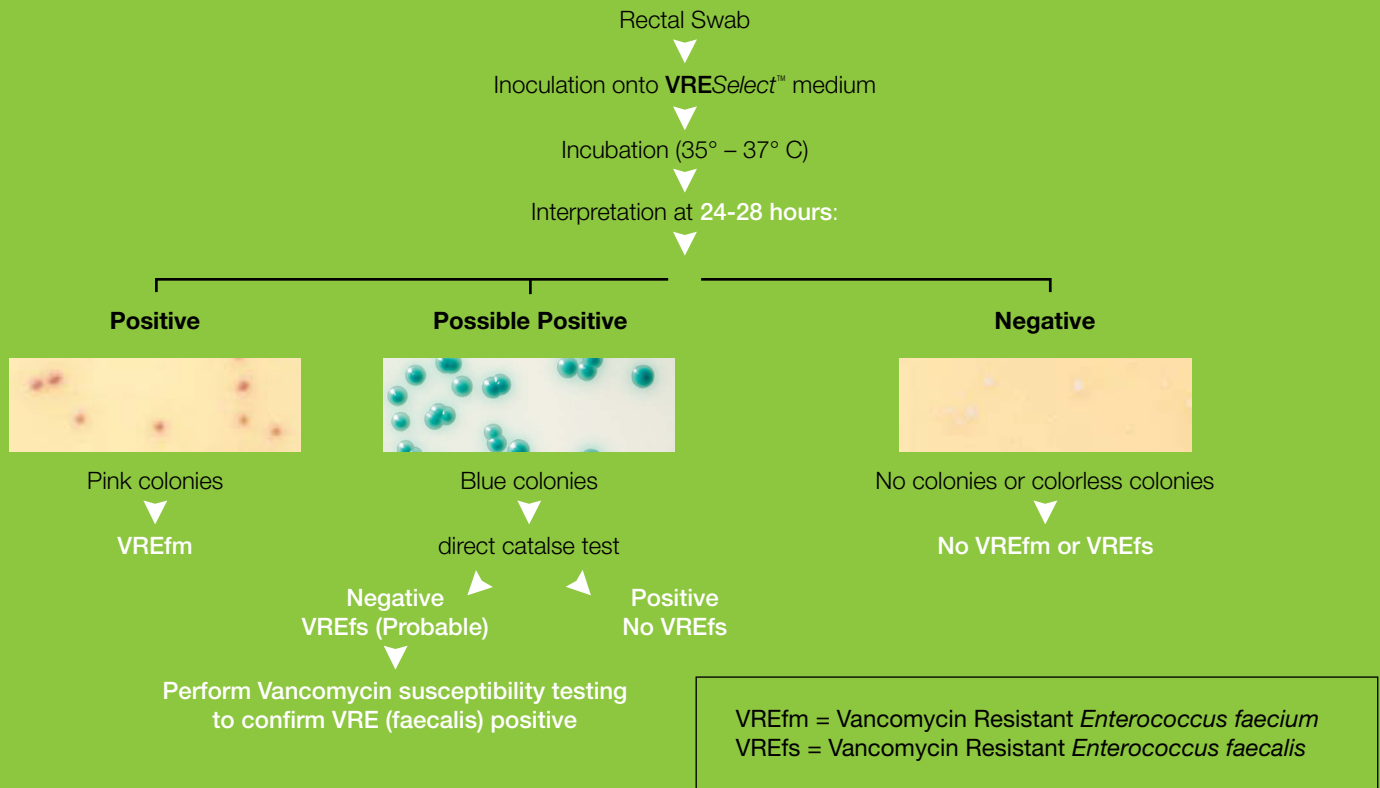 Rectal Swab
Inoculation onto VRESelect™ medium
Incubation (35° – 37° C)
Interpretation at 24-28 hours:
Positive
Possible Positive
Negative
Pink colonies
Blue colonies
No colonies or colorless colonies
VREfm
direct catalse test
No VREfm or VREfs
Negative
VREfs (Probable)
Positive
No VREfs
Perform Vancomycin susceptibility testing
to confirm VRE (faecalis) positive
VREfm = Vancomycin Resistant Enterococcus faecium
VREfs = Vancomycin Resistant Enterococcus faecalis